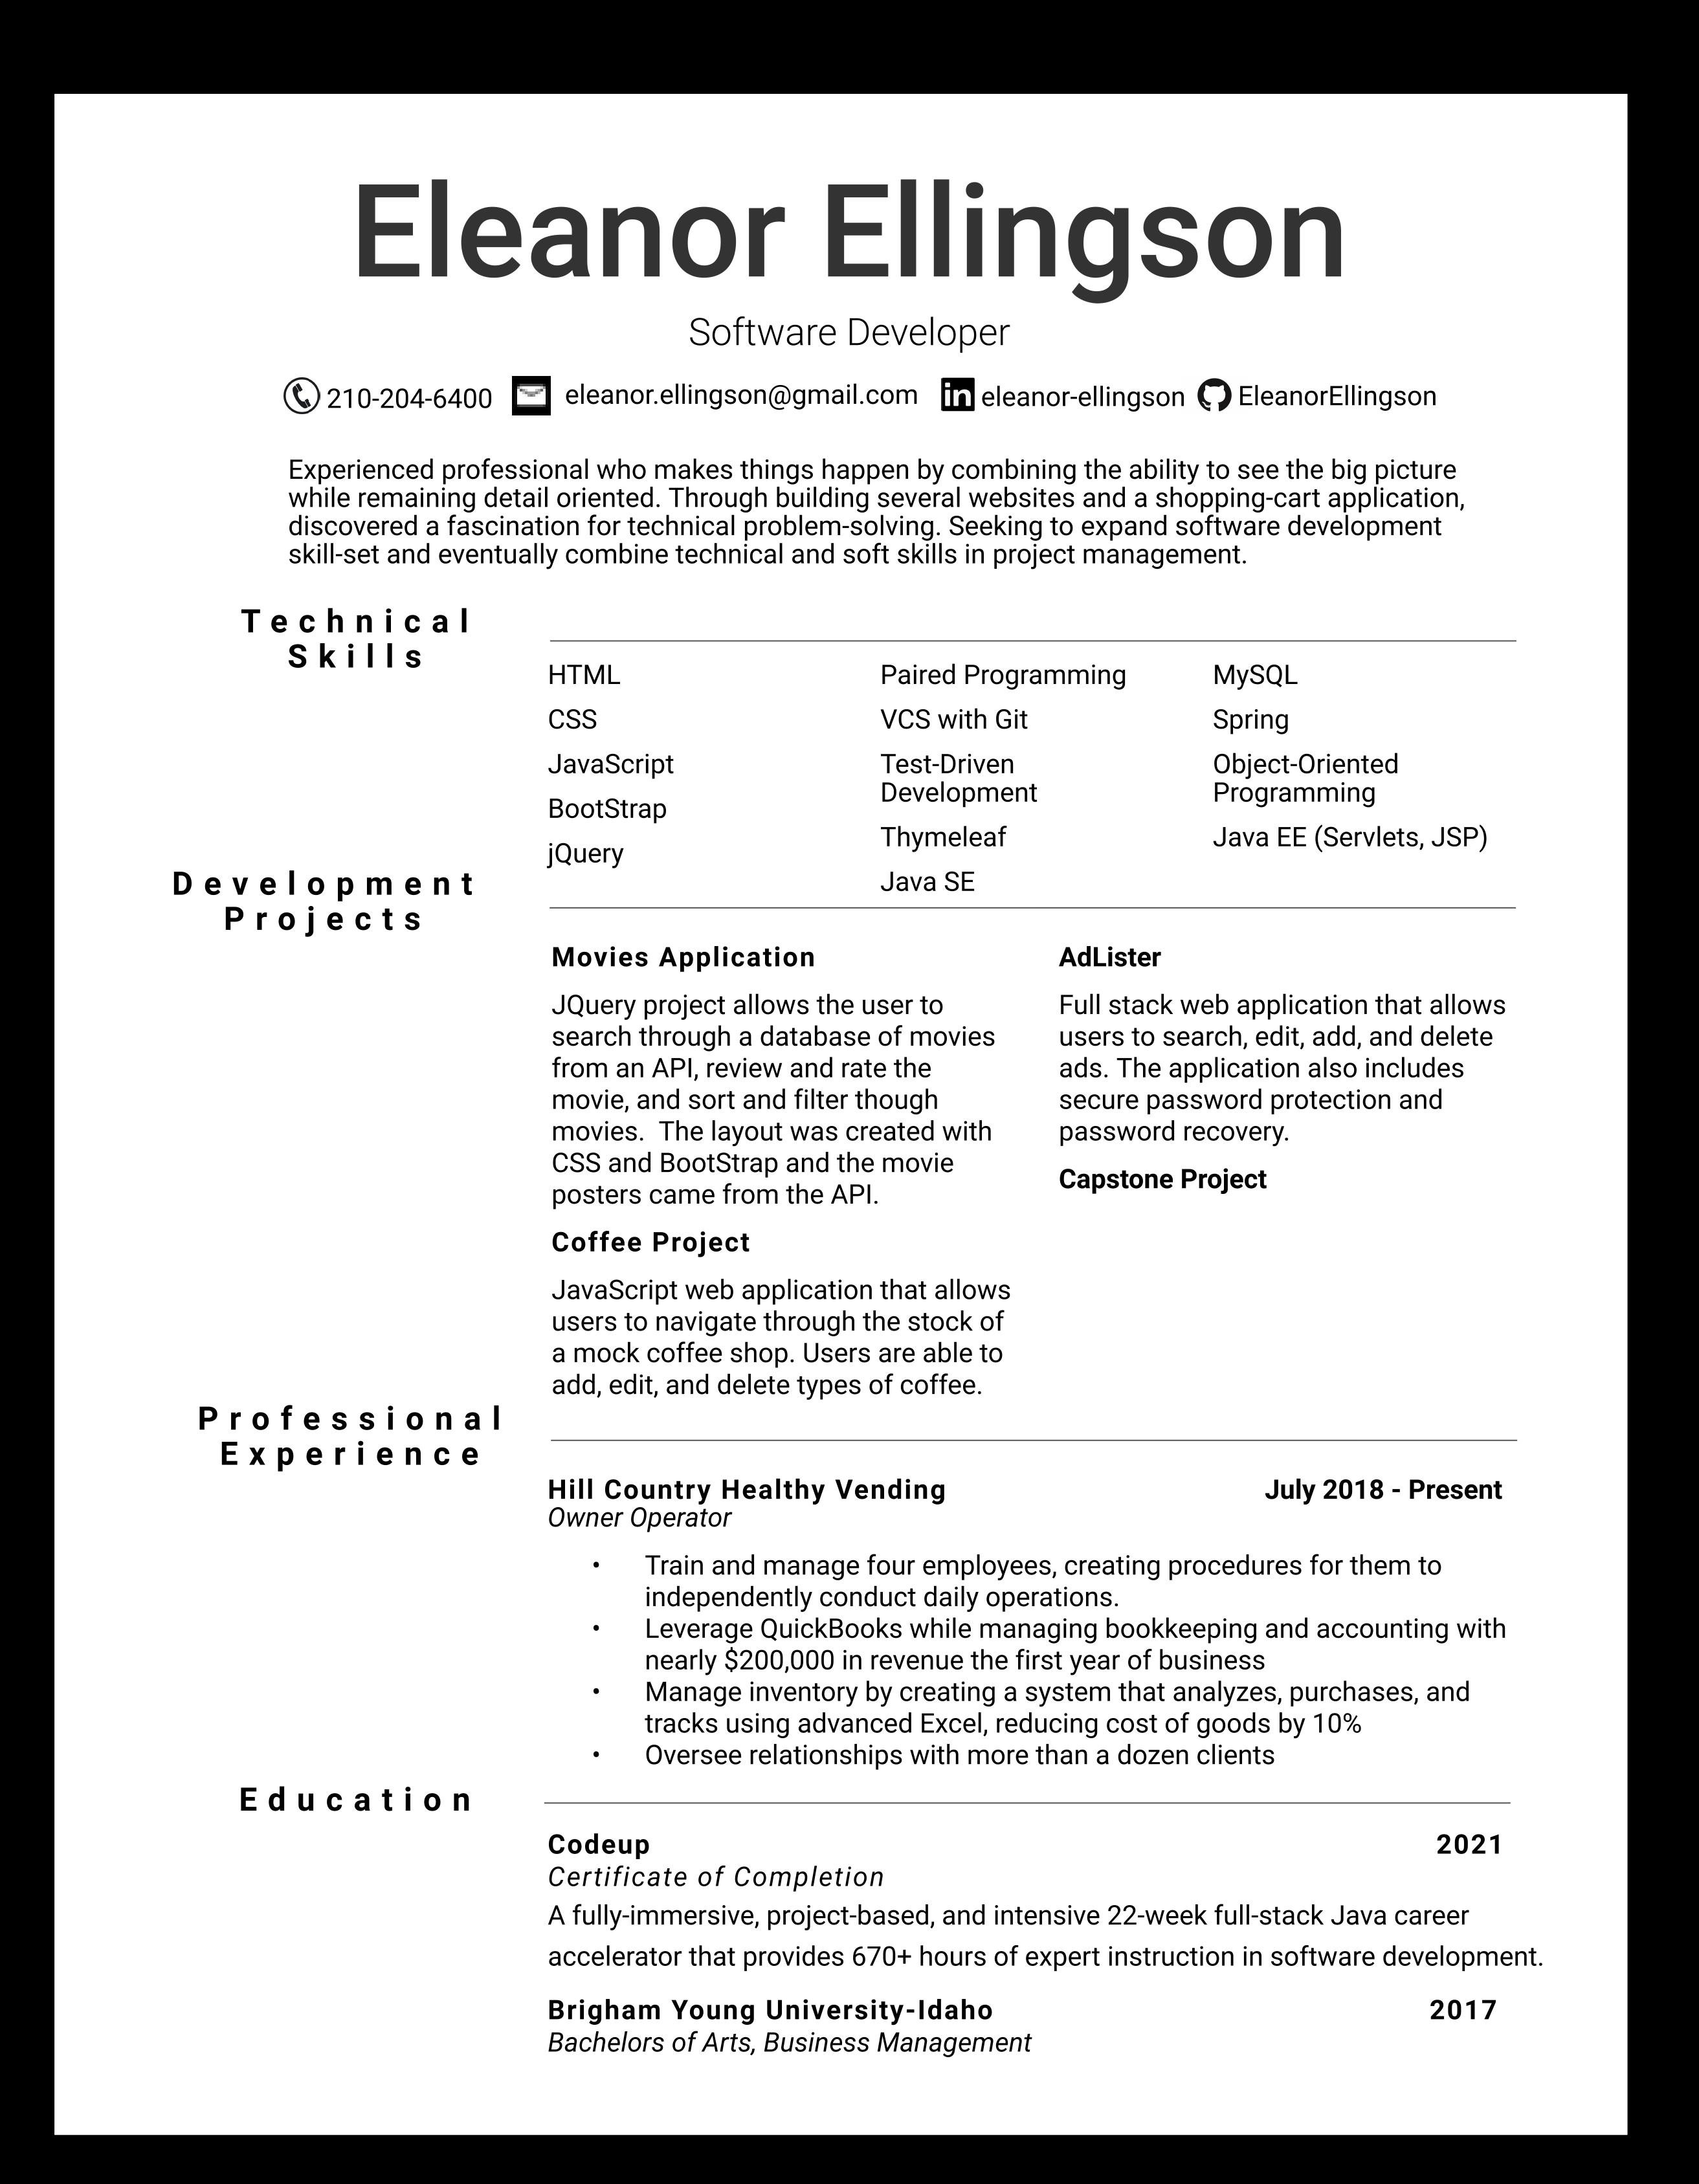 Eleanor Ellingson
Software Developer
210-204-6400 eleanor.ellingson@gmail.com in eleanor-ellingson EleanorEllingson
Experienced professional who makes things happen by combining the ability to see the big picture
while remaining detail oriented. Through building several websites and a shopping-cart application,
discovered a fascination for technical problem-solving. Seeking to expand software development
skill-set and eventually combine technical and soft skills in project management.
Technical
Skills
HTML
CSS
JavaScript
BootStrap
jQuery
Paired Programming
VCS with Git
Test-Driven
Development
Thymeleaf
Java SE
MySQL
Spring
Object-Oriented
Programming
Java EE (Servlets, JSP)
Development
Projects
Movies Application
JQuery project allows the user to
search through a database of movies
from an API, review and rate the
movie, and sort and filter though
movies.  The layout was created with
CSS and BootStrap and the movie
posters came from the API.
Coffee Project
JavaScript web application that allows
users to navigate through the stock of
a mock coffee shop. Users are able to
add, edit, and delete types of coffee.
AdLister
Full stack web application that allows
users to search, edit, add, and delete
ads. The application also includes
secure password protection and
password recovery.
Capstone Project
Professional
Experience
Hill Country Healthy Vending July 2018 - Present
Owner Operator
• Train and manage four employees, creating procedures for them to
independently conduct daily operations.
• Leverage QuickBooks while managing bookkeeping and accounting with
nearly $200,000 in revenue the first year of business
• Manage inventory by creating a system that analyzes, purchases, and
tracks using advanced Excel, reducing cost of goods by 10%
• Oversee relationships with more than a dozen clients
Education
Codeup 2021
Certificate of Completion
A fully-immersive, project-based, and intensive 22-week full-stack Java career
accelerator that provides 670+ hours of expert instruction in software development.
Brigham Young University-Idaho 2017
Bachelors of Arts, Business Management